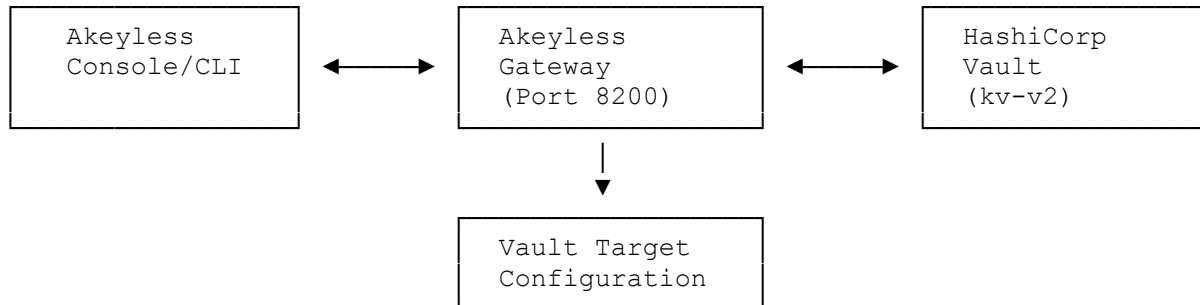 Akeyless
Console/CLI
Akeyless
Gateway
(Port 8200)
HashiCorp
Vault
(kv-v2)
Vault Target
Configuration